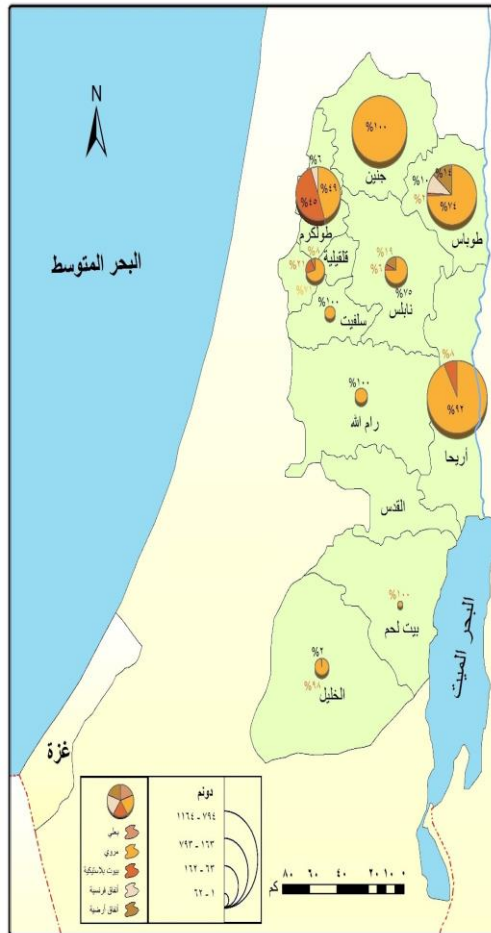 N
البحر المتوسط
%١٠٠
جنين
%٦
%٤٩
%٤٥
طولكرم
%١٤
%١٠
%٧٤
طوباس
قلقيلية
%٨
%٢١
%١٩
%٦
%٧٥
نابلس
%١٠٠
سلفيت
%١٠٠
رام الله
%٨
%٩٢
أريحا
القدس
%١٠٠
بيت لحم
البحر الميت
%٢
%٩٨
الخليل
غزة
دونم
٧٩٤ - ١١٦٤
١٦٣ - ٧٩٣
٦٣ - ١٦٢
١ - ٦٢
بعلي
مروي
بيوت بلاستيكية
أنفاق فرنسية
أنفاق أرضية
٨٠ ٦٠ ٤٠ ٢٠ ١٠ ٠
كم